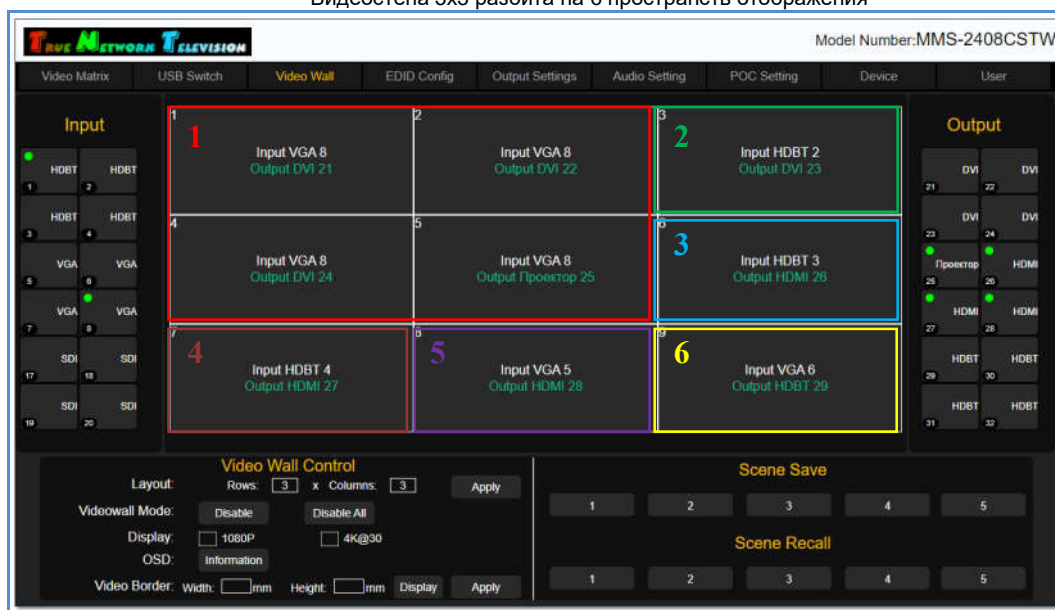 Видеостена 3x3 разбита на 6 пространств отображения
TRUE NETWORK TELEVISION
Model Number:MMS-2408CSTW
Video Matrix USB Switch Video Wall EDID Config Output Settings Audio Setting POC Setting Device User
Input
1 HDBT 2 HDBT
3 HDBT 4 HDBT
5 VGA 6 VGA
7 VGA 8 VGA
17 SDI 18 SDI
19 SDI 20 SDI
1 1 Input VGA 8 Output DVI 21
2 Input VGA 8 Output DVI 22
3 2 Input HDBT 2 Output DVI 23
4 Input VGA 8 Output DVI 24
5 Input VGA 8 Output Проектор 25
6 3 Input HDBT 3 Output HDMI 26
7 4 Input HDBT 4 Output HDMI 27
8 5 Input VGA 5 Output HDMI 28
9 6 Input VGA 6 Output HDBT 29
Output
21 DVI 22 DVI
23 DVI 24 DVI
25 Проектор 26 HDMI
27 HDMI 28 HDMI
29 HDBT 30 HDBT
31 HDBT 32 HDBT
Video Wall Control
Layout: Rows: 3 x Columns: 3 Apply
Videowall Mode: Disable Disable All
Display: 1080P 4K@30
OSD: Information
Video Border: Width: mm Height: mm Display Apply
Scene Save
1 2 3 4 5
Scene Recall
1 2 3 4 5